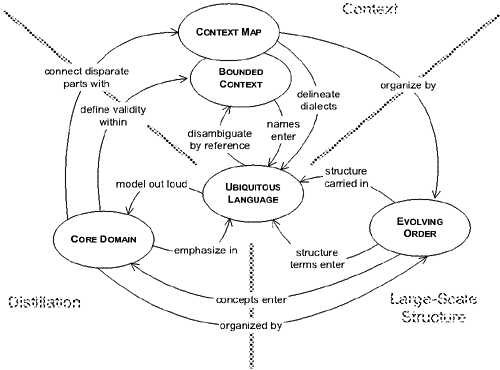 Context
CONTEXT MAP
connect disparate
parts with
BOUNDED
CONTEXT
organize by
delineate
dialects
define validity
within
names
enter
disambiguate
by reference
structure
carried in
model out loud
UBIQUITOUS
LANGUAGE
EVOLVING
ORDER
CORE DOMAIN
emphasize in
structure
terms enter
Distillation
concepts enter
Large-Scale
Structure
organized by